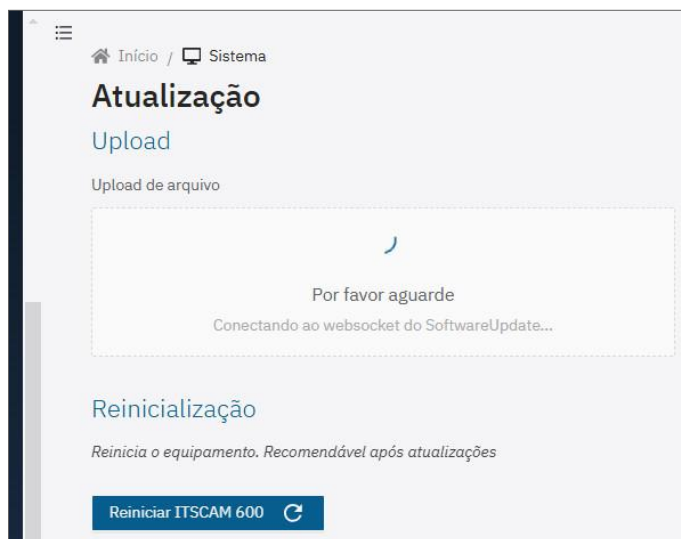 Início / Sistema
Atualização
Upload
Upload de arquivo
Por favor aguarde
Conectando ao websocket do SoftwareUpdate...
Reinicialização
Reinicia o equipamento. Recomendável após atualizações
Reiniciar ITSCAM 600